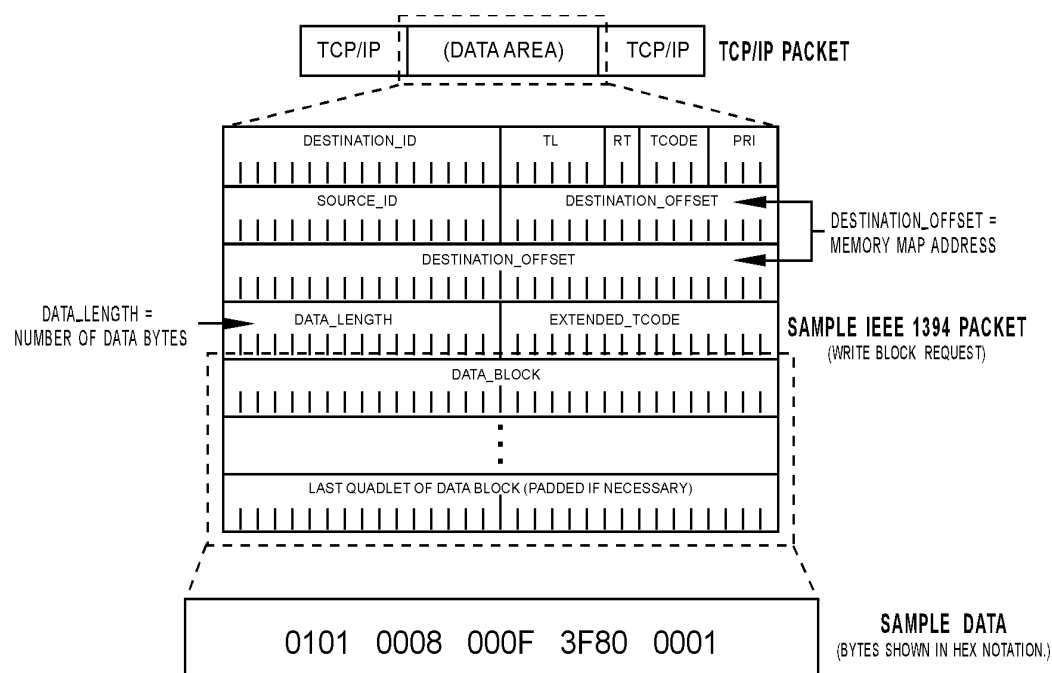 TCP/IP (DATA AREA) TCP/IP TCP/IP PACKET
DESTINATION_ID TL RT TCODE PRI
SOURCE_ID DESTINATION_OFFSET
DESTINATION_OFFSET =
MEMORY MAP ADDRESS
DESTINATION_OFFSET
DATA_LENGTH =
NUMBER OF DATA BYTES
DATA_LENGTH EXTENDED_TCODE
SAMPLE IEEE 1394 PACKET
(WRITE BLOCK REQUEST)
DATA_BLOCK
LAST QUADLET OF DATA BLOCK (PADDED IF NECESSARY)
0101 0008 000F 3F80 0001
SAMPLE DATA
(BYTES SHOWN IN HEX NOTATION.)